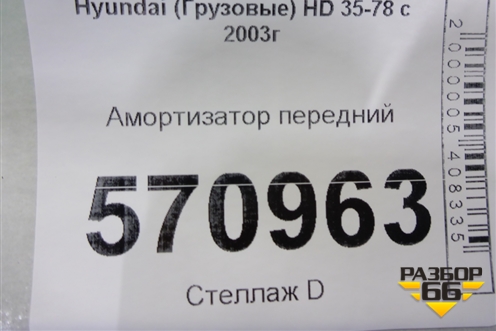 Hyundai (Грузовые) HD 35-78 с
2003г
Амортизатор передний
570963
Стеллаж D
2000005408335
РАЗБОР
66